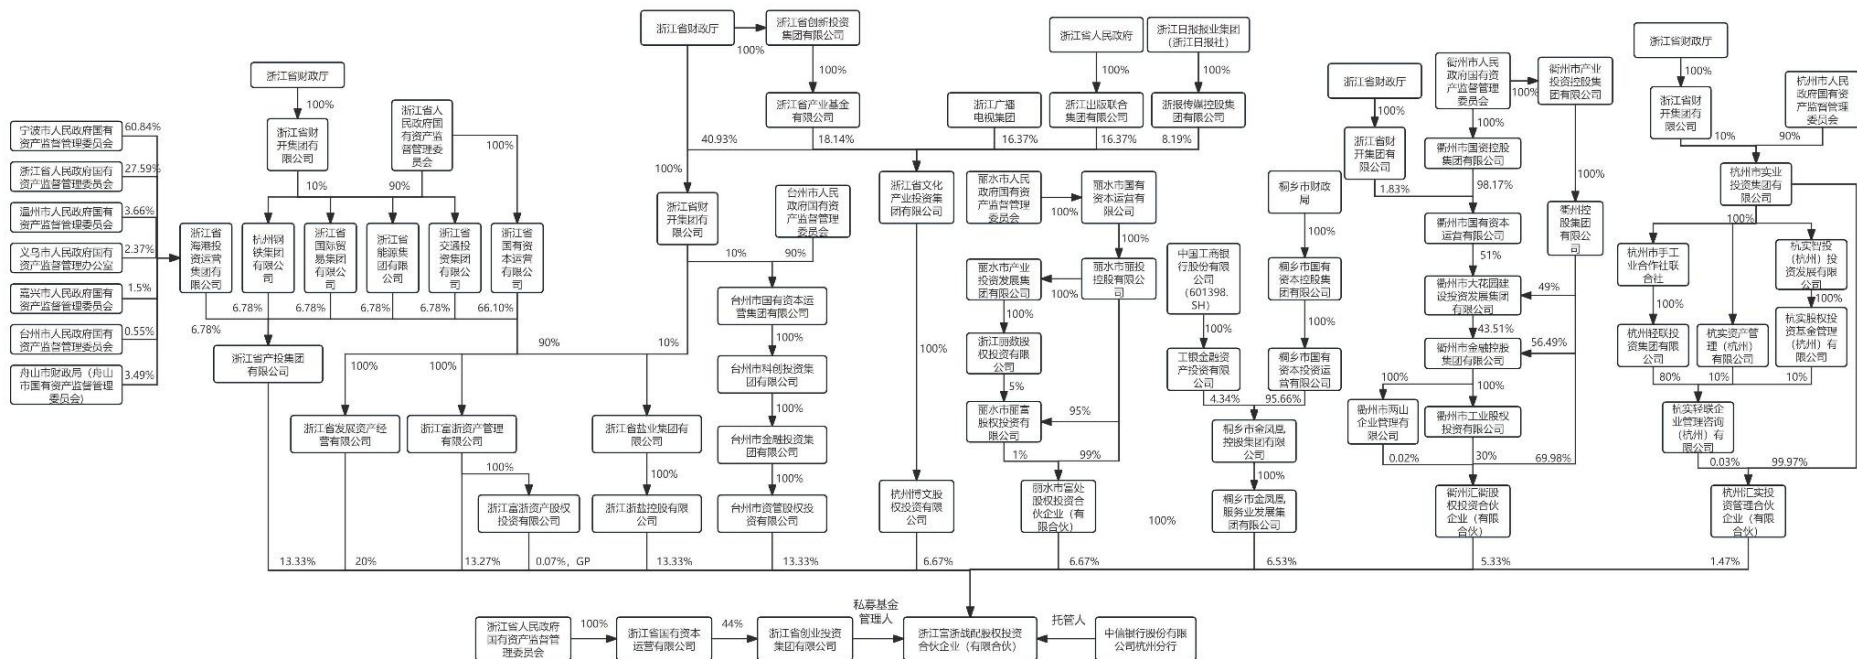 浙江省财政厅
100%
浙江省创新投资
集团有限公司
100%
浙江省产业基金
有限公司
浙江省人民政府
100%
浙江日报报业集团
（浙江日报社）
100%
浙江广播
电视集团
浙江出版联合
集团有限公司
浙报传媒控股集
团有限公司
40.93%
18.14%
16.37%
16.37%
8.19%
浙江省财政厅
100%
浙江省财
开集团有
限公司
浙江省人
民政府国
有资产监
督管理委
员会
100%
10%
90%
宁波市人民政府国有
资产监督管理委员会
60.84%
浙江省人民政府国有
资产监督管理委员会
27.59%
温州市人民政府国有
资产监督管理委员会
3.66%
义乌市人民政府国有
资产监督管理办公室
2.37%
嘉兴市人民政府国有
资产监督管理委员会
1.5%
台州市人民政府国有
资产监督管理委员会
0.55%
舟山市财政局（舟山
市国有资产监督管理
委员会）
3.49%
浙江省
海港投
资运营
集团有
限公司
杭州钢
铁集团
有限公
司
浙江省
国际贸
易集团
有限公
司
浙江省
能源集
团有限
公司
浙江省
交通投
资集团
有限公
司
浙江省
国有资
本运营
有限公
司
6.78%
6.78%
6.78%
6.78%
6.78%
66.10%
浙江省产投集团
有限公司
100%
浙江省财
开集团有
限公司
台州市人民
政府国有资
产监督管理
委员会
10%
90%
台州市国有资本运
营集团有限公司
100%
台州市科创投资集
团有限公司
100%
台州市金融投资集
团有限公司
100%
台州市资管股权投
资有限公司
100%
100%
90%
10%
浙江省发展资产经
营有限公司
浙江富浙资产管理
有限公司
浙江省盐业集团有
限公司
100%
浙江富浙资产股权
投资有限公司
100%
浙江浙盐控股有限
公司
浙江省文化
产业投资集
团有限公司
100%
杭州博文股
权投资有限
公司
丽水市人民
政府国有资
产监督管理
委员会
100%
丽水市国有
资本运营有
限公司
100%
丽水市丽投
控股有限公
司
100%
丽水市产业
投资发展集
团有限公司
100%
浙江丽数股
权投资有限
公司
5%
95%
丽水市丽富
股权投资有
限公司
1%
99%
丽水市富处
股权投资合
伙企业（有
限合伙）
中国工商银
行股份有限
公司
（601398.
SH）
100%
工银金融资
产投资有限
公司
桐乡市财政
局
100%
桐乡市国有
资本控股集
团有限公司
100%
桐乡市国有
资本投资运
营有限公司
4.34%
95.66%
桐乡市金凤凰
控股集团有限
公司
100%
桐乡市金凤凰
服务业发展集
团有限公司
100%
浙江省财政厅
100%
浙江省财
开集团有
限公司
1.83%
衢州市人民
政府国有资
产监督管理
委员会
100%
衢州市产业
投资控股集
团有限公司
100%
衢州市国资控股
集团有限公司
98.17%
衢州市国有资本
运营有限公司
51%
100%
衢州控
股集团
有限公
司
衢州市大花园建
设投资发展集团
有限公司
49%
43.51%
衢州市金融控股
集团有限公司
56.49%
100%
100%
衢州市两山
企业管理有
限公司
衢州市工业股权
投资有限公司
0.02%
30%
69.98%
衢州汇衢股
权投资合伙
企业（有限
合伙）
浙江省财政厅
100%
浙江省财
开集团有
限公司
杭州市人民
政府国有资
产监督管理
委员会
10%
90%
杭州市实业
投资集团有
限公司
100%
杭州市手工
业合作社联
合社
100%
杭州轻联投
资集团有限
公司
杭实资产管
理（杭州）
有限公司
杭实智投
（杭州）投
资发展有限
公司
100%
杭实股权投
资基金管理
（杭州）有
限公司
80%
10%
10%
杭实轻联企
业管理咨询
（杭州）有
限公司
0.03%
99.97%
杭州汇实投
资管理合伙
企业（有限
合伙）
13.33%
20%
13.27%
0.07%，GP
13.33%
13.33%
6.67%
6.67%
6.53%
5.33%
1.47%
浙江省人民政府
国有资产监督管
理委员会
100%
浙江省国有资本
运营有限公司
44%
浙江省创业投资
集团有限公司
私募基金
管理人
浙江富浙战配股权投资
合伙企业（有限合伙）
托管人
中信银行股份有限
公司杭州分行